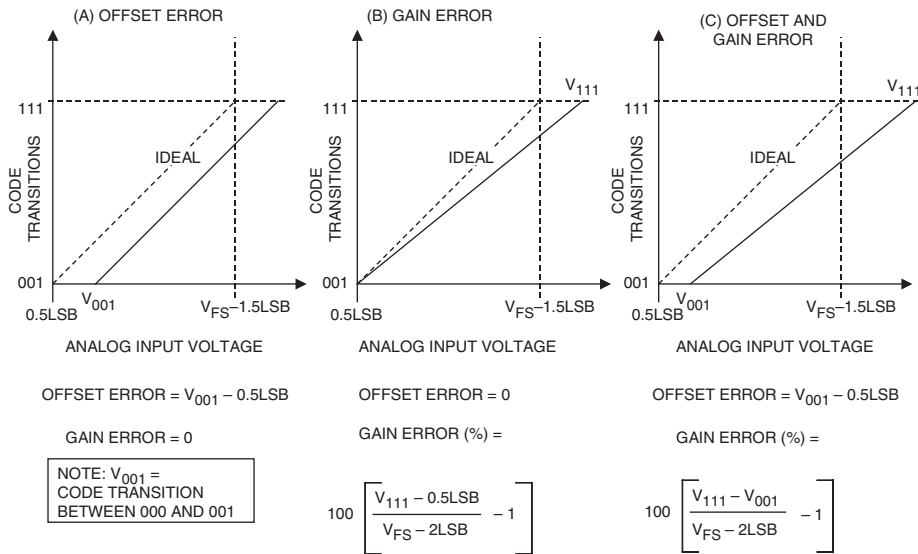 (A) OFFSET ERROR
111
IDEAL
CODE
TRANSITIONS
001
V001
0.5LSB
VFS–1.5LSB
ANALOG INPUT VOLTAGE
OFFSET ERROR = V001 – 0.5LSB
GAIN ERROR = 0
NOTE: V001 =
CODE TRANSITION
BETWEEN 000 AND 001
(B) GAIN ERROR
V111
111
IDEAL
CODE
TRANSITIONS
001
0.5LSB
VFS–1.5LSB
ANALOG INPUT VOLTAGE
OFFSET ERROR = 0
GAIN ERROR (%) =
100 [ V111 – 0.5LSB
VFS – 2LSB
– 1 ]
(C) OFFSET AND
GAIN ERROR
V111
111
IDEAL
CODE
TRANSITIONS
001
V001
0.5LSB
VFS–1.5LSB
ANALOG INPUT VOLTAGE
OFFSET ERROR = V001 – 0.5LSB
GAIN ERROR (%) =
100 [ V111 – V001
VFS – 2LSB
– 1 ]